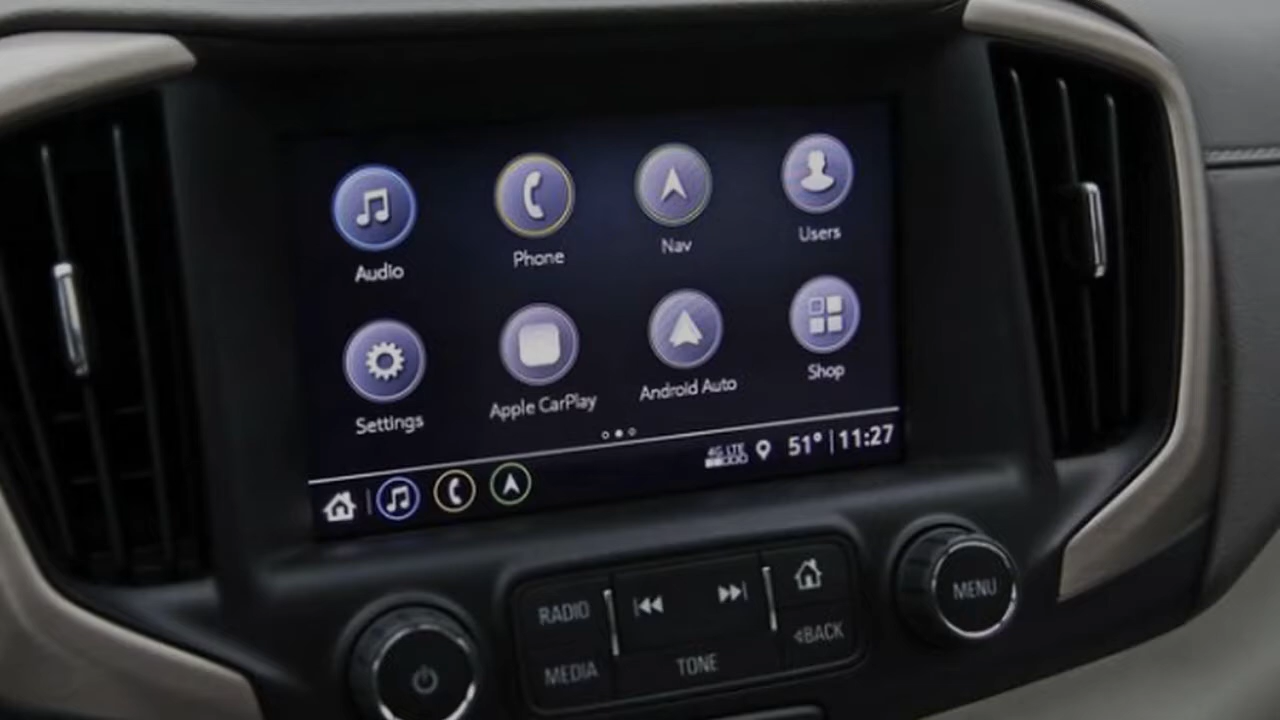 Audio Phone Nav Users
Settings Apple CarPlay Android Auto Shop
4G LTE 51° 11:27
RADIO
MEDIA TONE <BACK
MENU